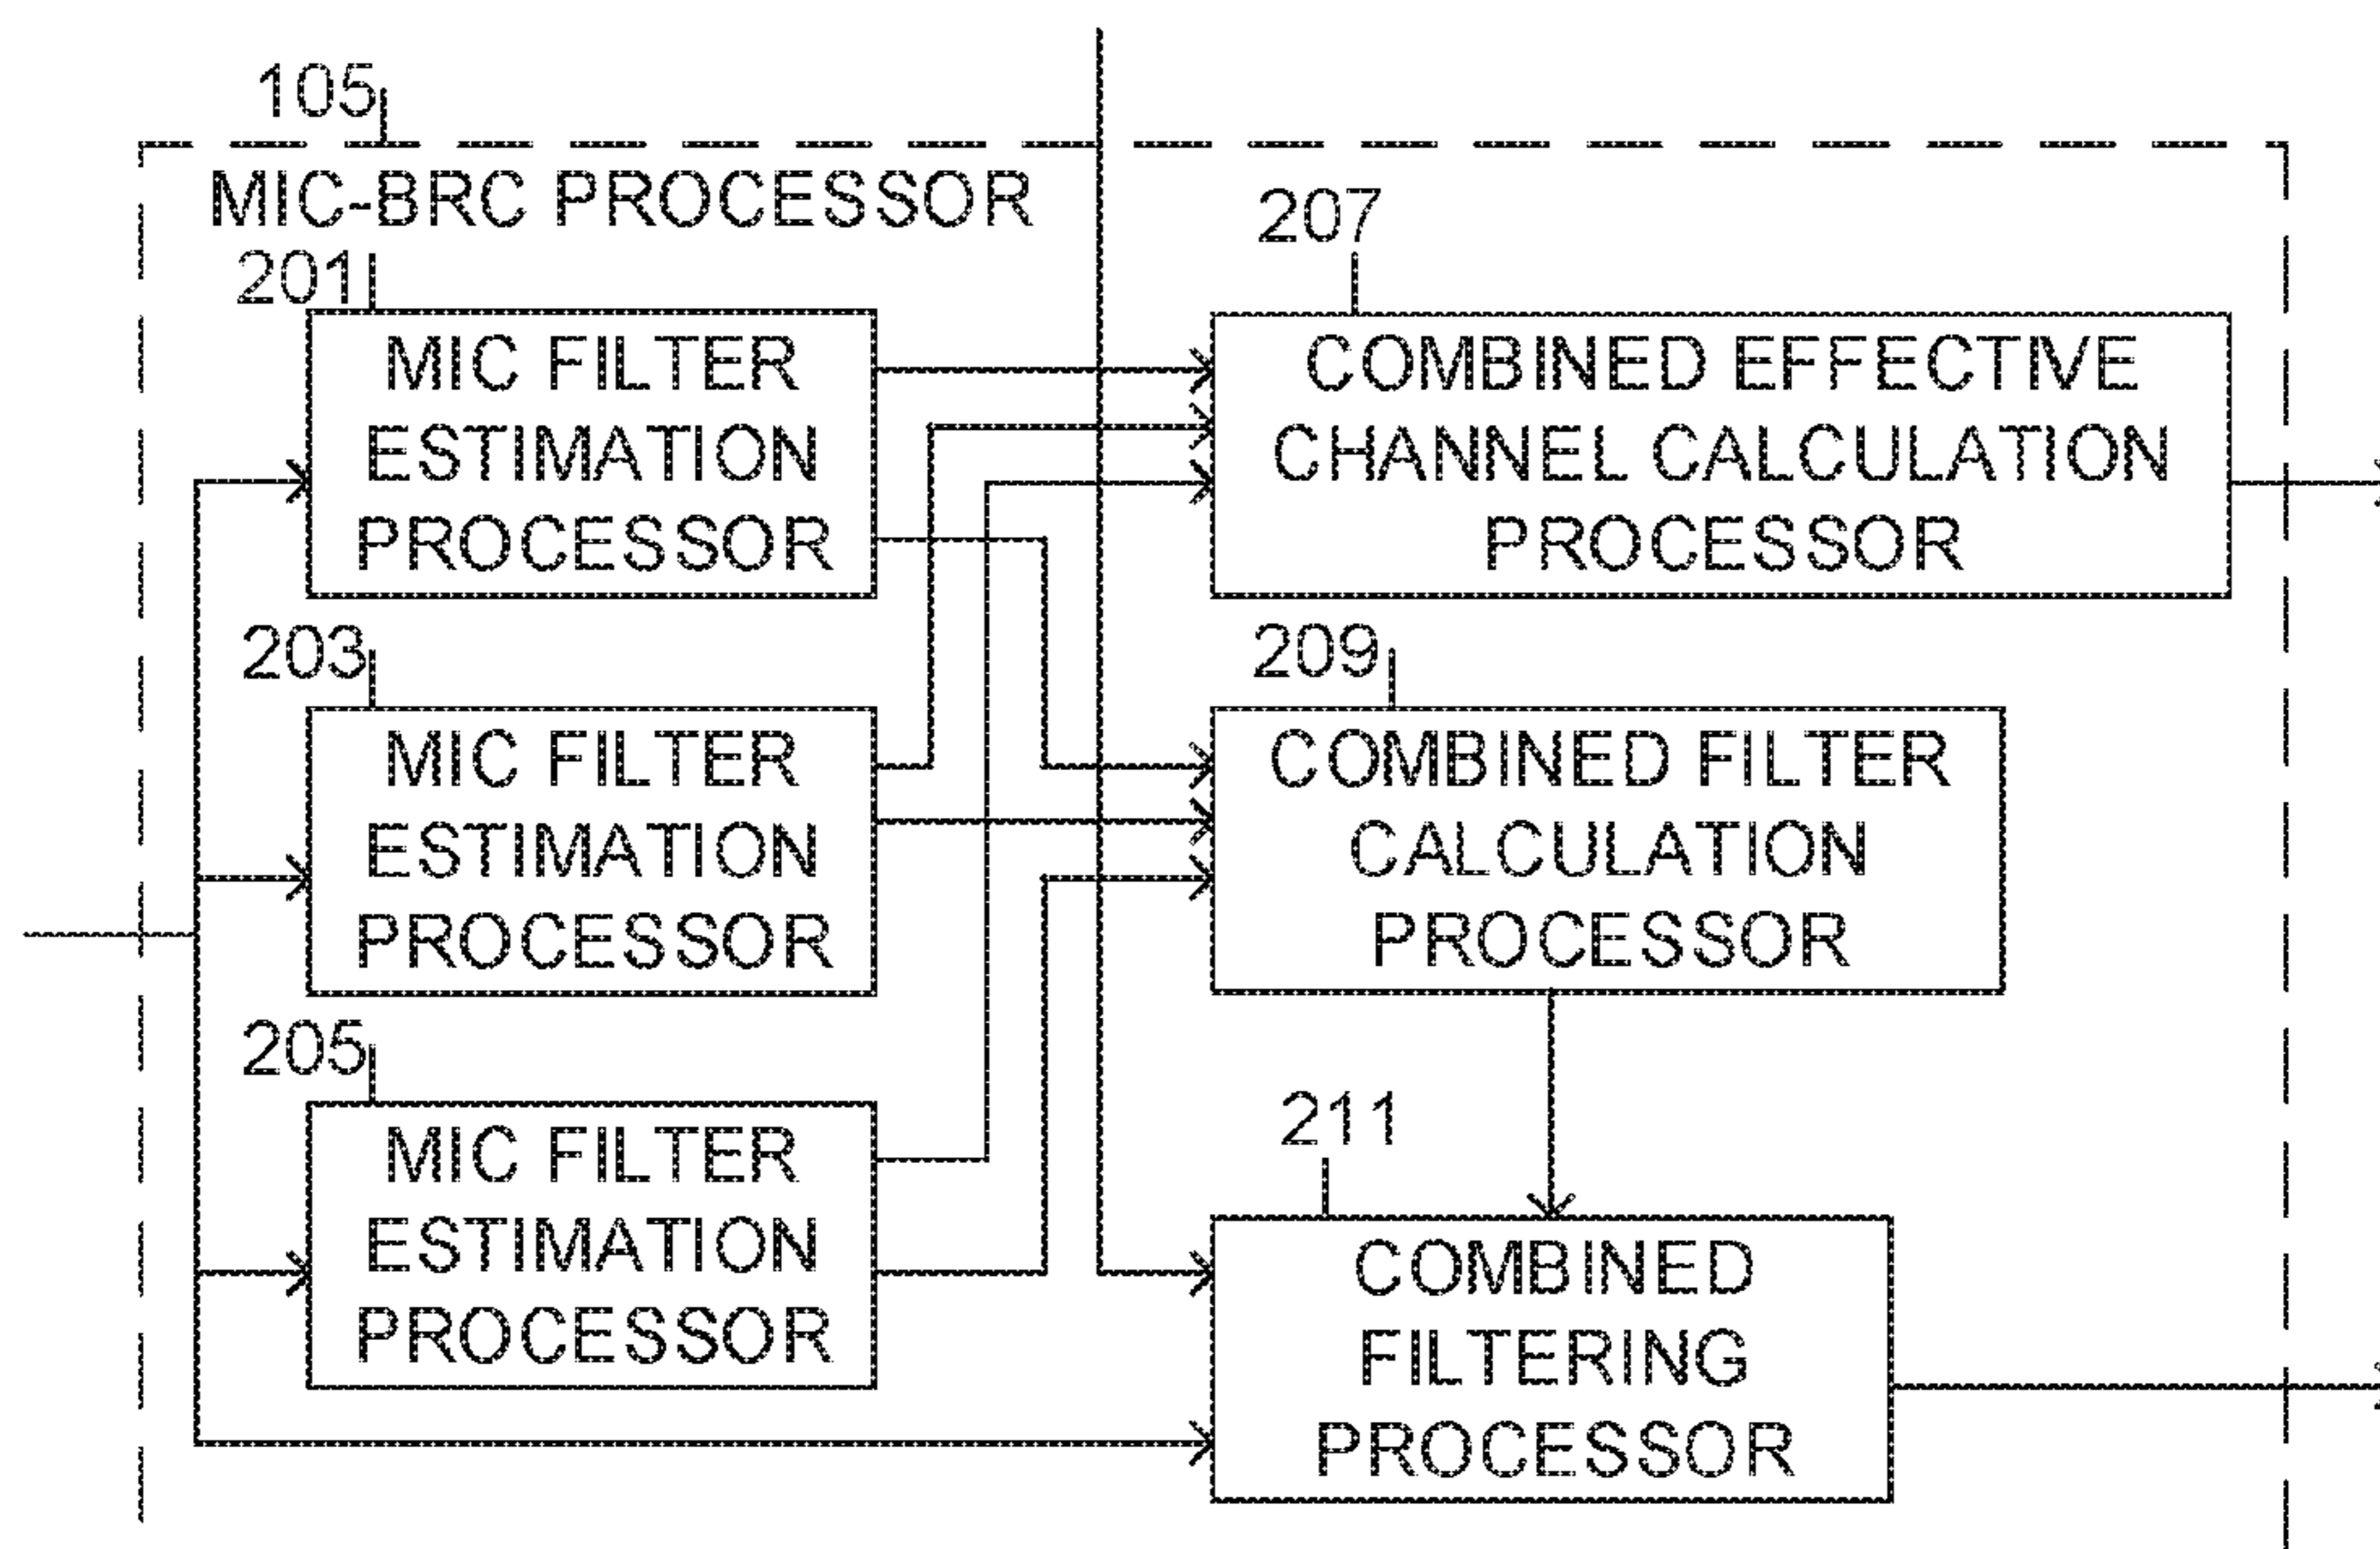 105
MIC-BRC PROCESSOR
201
MIC FILTER
ESTIMATION
PROCESSOR
203
MIC FILTER
ESTIMATION
PROCESSOR
205
MIC FILTER
ESTIMATION
PROCESSOR
207
COMBINED EFFECTIVE
CHANNEL CALCULATION
PROCESSOR
209
COMBINED FILTER
CALCULATION
PROCESSOR
211
COMBINED
FILTERING
PROCESSOR